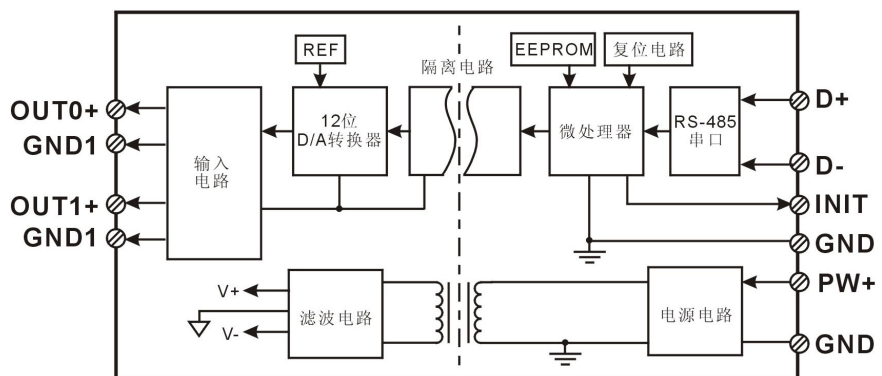 REF
隔离电路
EEPROM
复位电路
OUT0+
GND1
OUT1+
GND1
输入
电路
12位
D/A转换器
微处理器
RS-485
串口
D+
D-
INIT
GND
PW+
GND
V+
V-
滤波电路
电源电路